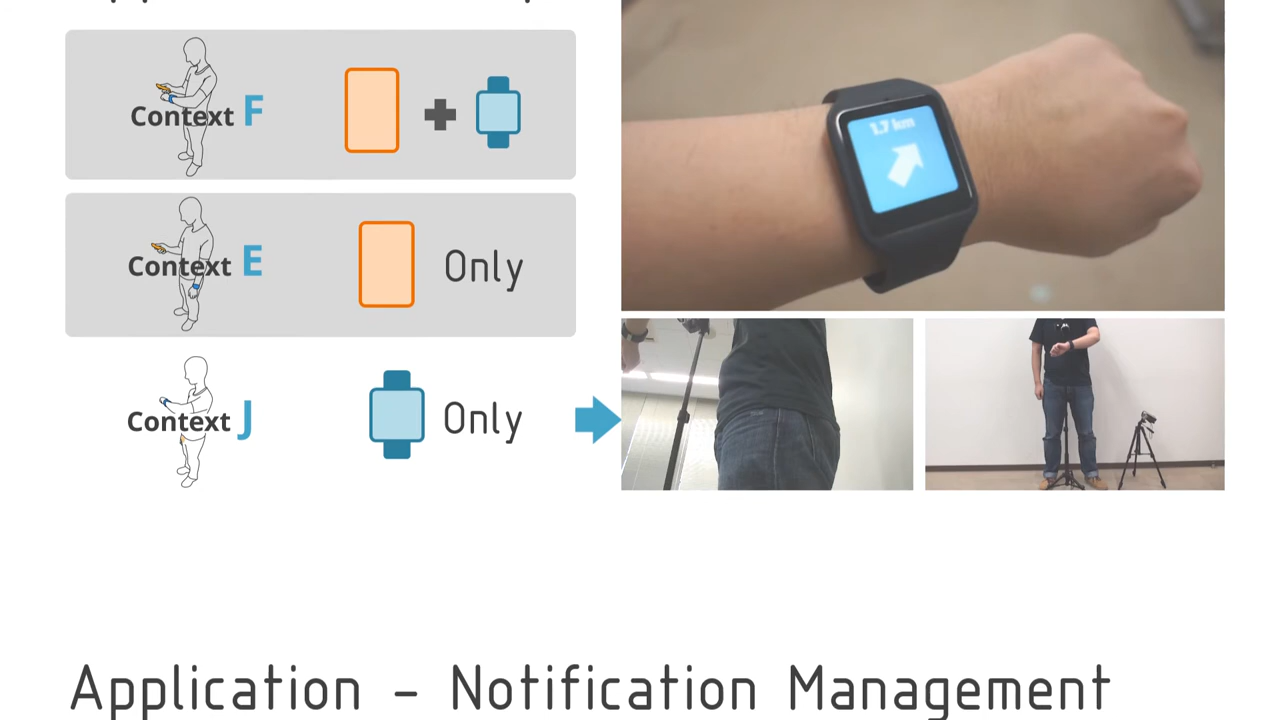 Context F
1.7 km
Context E
Only
Context J
Only
Application - Notification Management